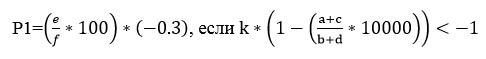 P1=(e/f * 100) * (−0.3), если k * (1 − (a+c/b+d * 10000)) < −1